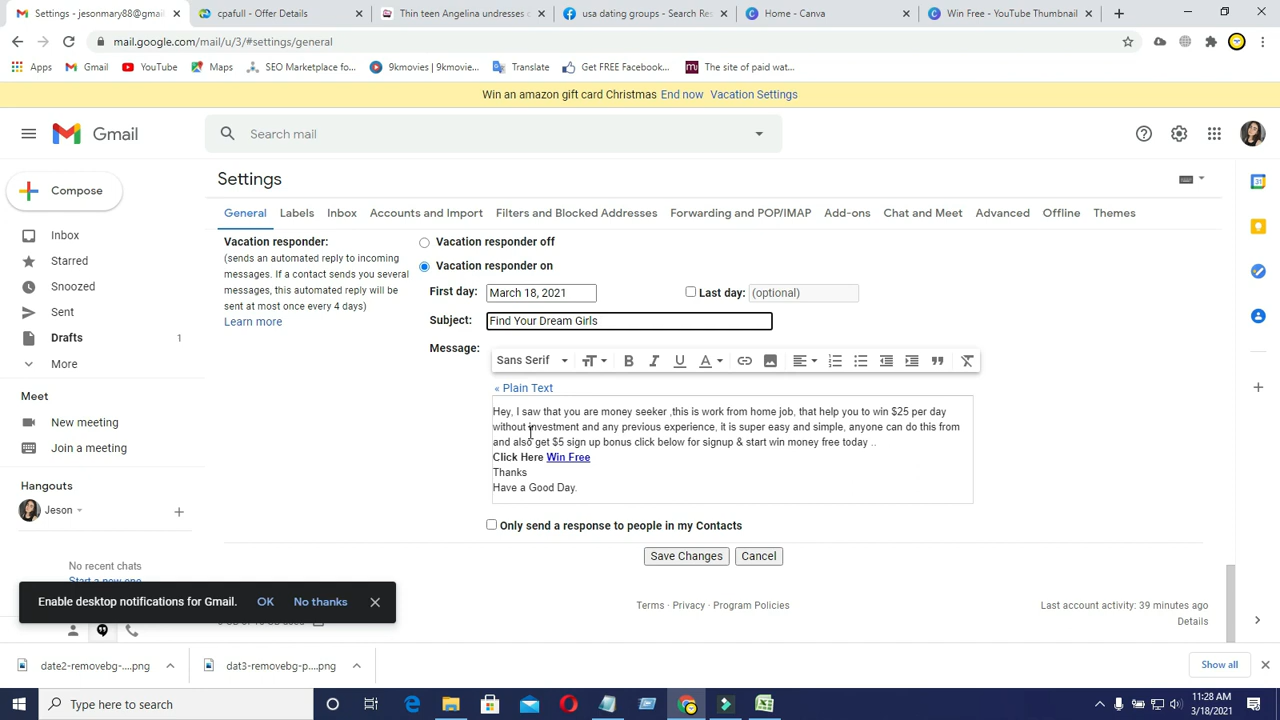 Settings - jesonmary88@gmai
cpafull - Offer Details
Thin teen Angelina undresses c
usa dating groups - Search Res
Home - Canva
Win Free - YouTube Thumbnail
mail.google.com/mail/u/3/#settings/general
Apps
Gmail
YouTube
Maps
SEO Marketplace fo...
9kmovies | 9kmovie...
Translate
Get FREE Facebook...
The site of paid wat...
Win an amazon gift card Christmas End now Vacation Settings
Gmail
Search mail
Compose
Settings
General Labels Inbox Accounts and Import Filters and Blocked Addresses Forwarding and POP/IMAP Add-ons Chat and Meet Advanced Offline Themes
Inbox
Starred
Snoozed
Sent
Drafts 1
More
Meet
New meeting
Join a meeting
Hangouts
Jeson
No recent chats
Start a new one
Vacation responder:
(sends an automated reply to incoming
messages. If a contact sends you several
messages, this automated reply will be
sent at most once every 4 days)
Learn more
Vacation responder off
Vacation responder on
First day: March 18, 2021 Last day: (optional)
Subject: Find Your Dream Girls
Message:
Sans Serif
« Plain Text
Hey, I saw that you are money seeker ,this is work from home job, that help you to win $25 per day
without investment and any previous experience, it is super easy and simple, anyone can do this from
and also get $5 sign up bonus click below for signup & start win money free today ..
Click Here Win Free
Thanks
Have a Good Day.
Only send a response to people in my Contacts
Save Changes Cancel
Enable desktop notifications for Gmail. OK No thanks
Terms · Privacy · Program Policies
Last account activity: 39 minutes ago
Details
date2-removebg-....png
dat3-removebg-p....png
Show all
Type here to search
11:28 AM
3/18/2021